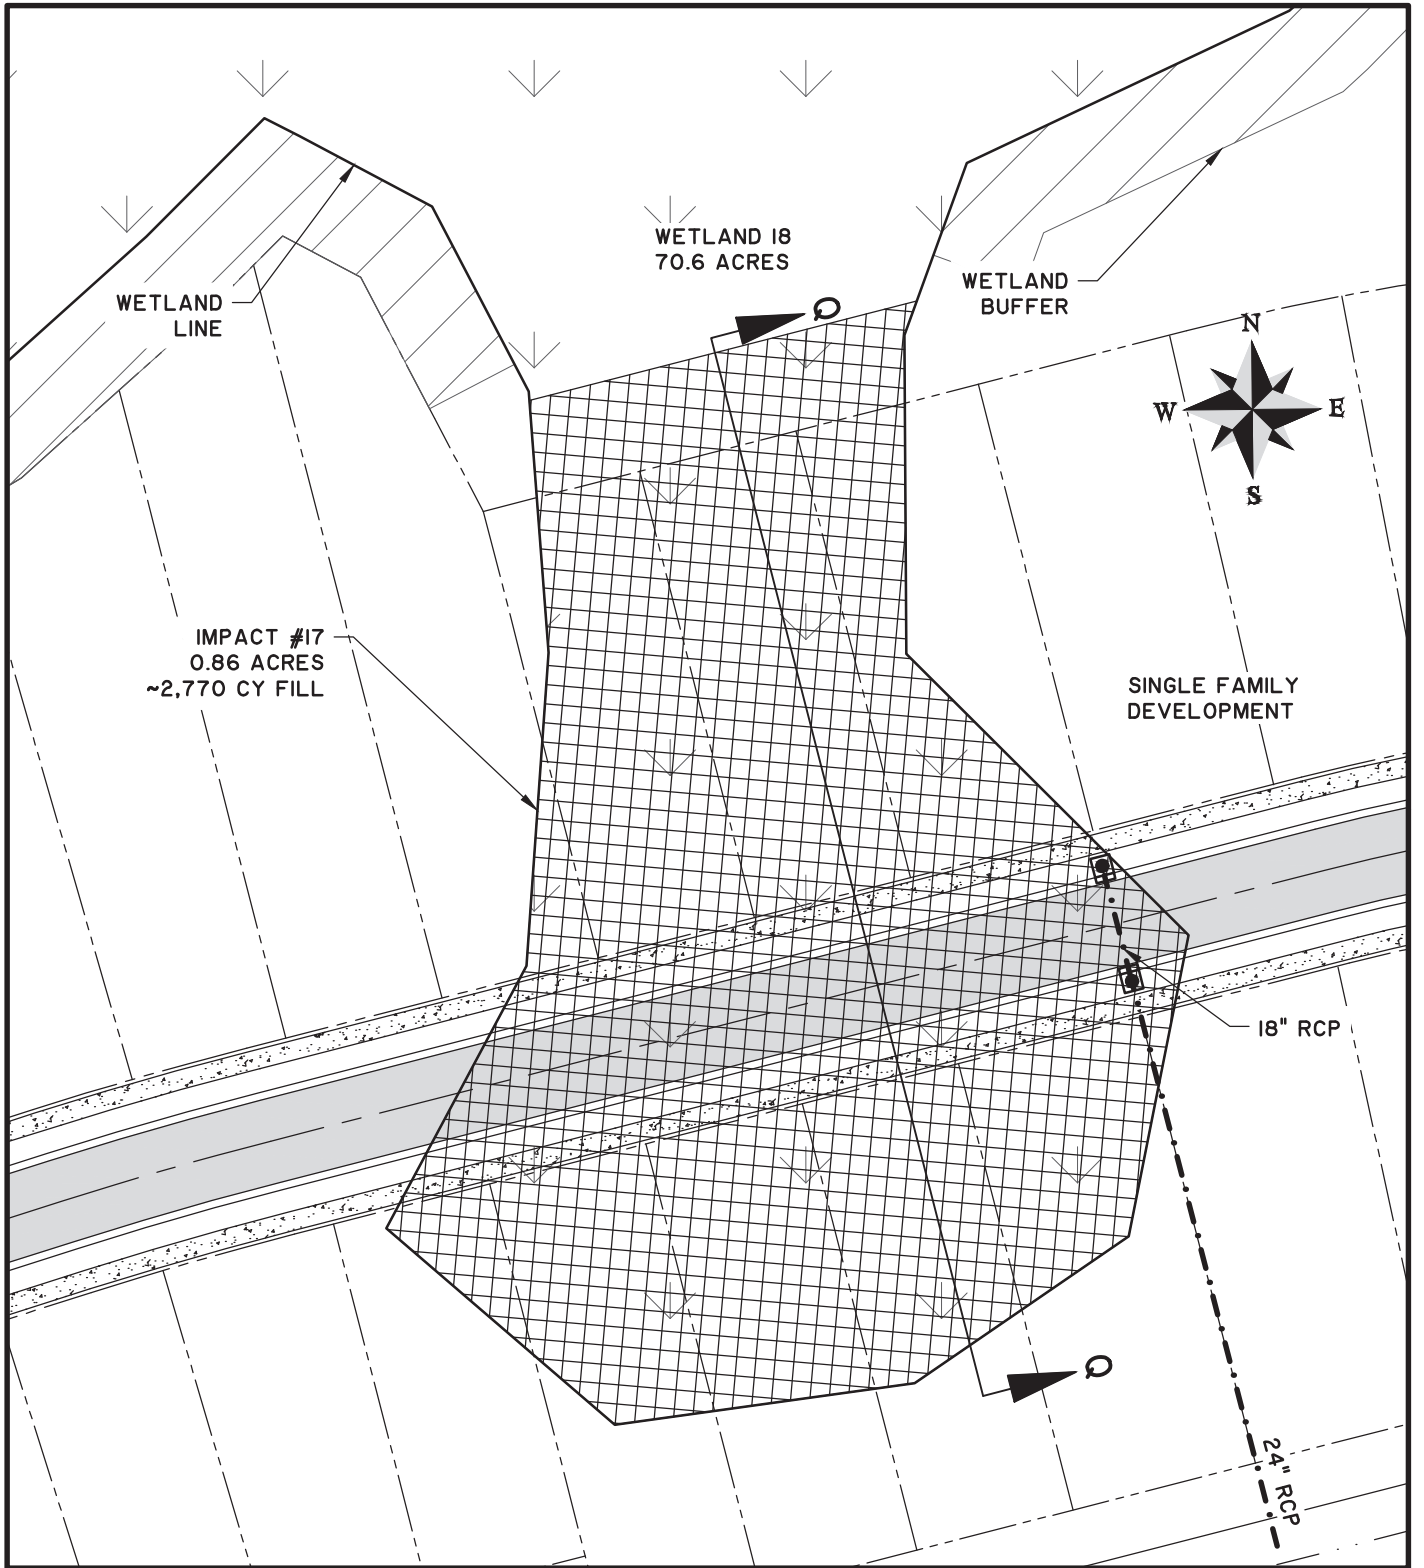 WETLAND 18
70.6 ACRES
WETLAND
LINE
WETLAND
BUFFER
Q
N
W
E
S
IMPACT #17
0.86 ACRES
~2,770 CY FILL
SINGLE FAMILY
DEVELOPMENT
18" RCP
Q
24" RCP